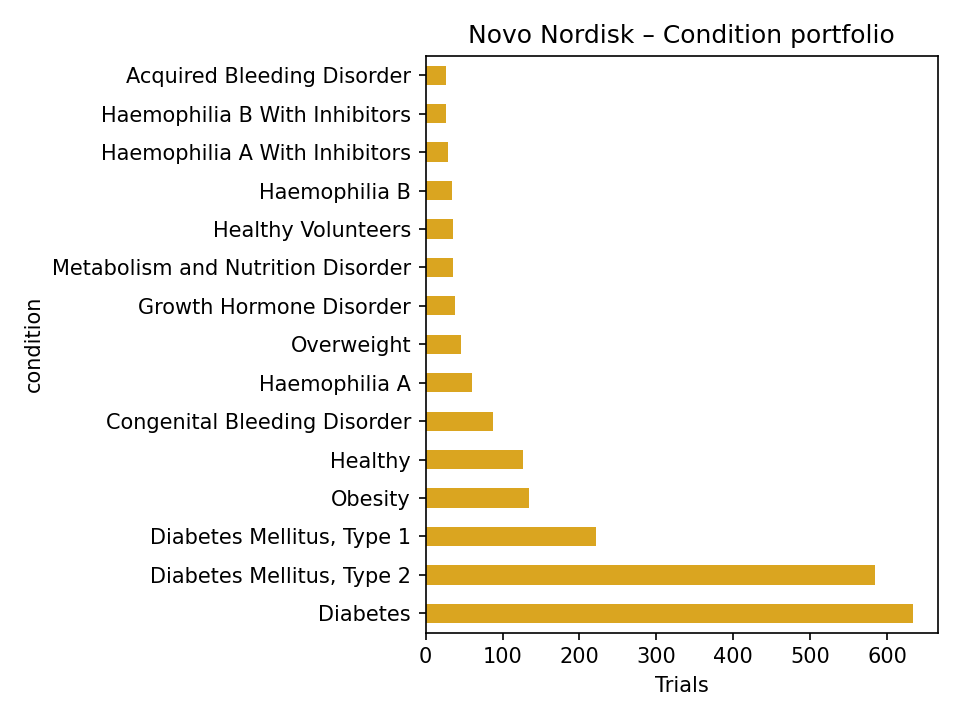 Novo Nordisk – Condition portfolio
Acquired Bleeding Disorder
Haemophilia B With Inhibitors
Haemophilia A With Inhibitors
Haemophilia B
Healthy Volunteers
Metabolism and Nutrition Disorder
Growth Hormone Disorder
Overweight
Haemophilia A
Congenital Bleeding Disorder
Healthy
Obesity
Diabetes Mellitus, Type 1
Diabetes Mellitus, Type 2
Diabetes
condition
0 100 200 300 400 500 600
Trials